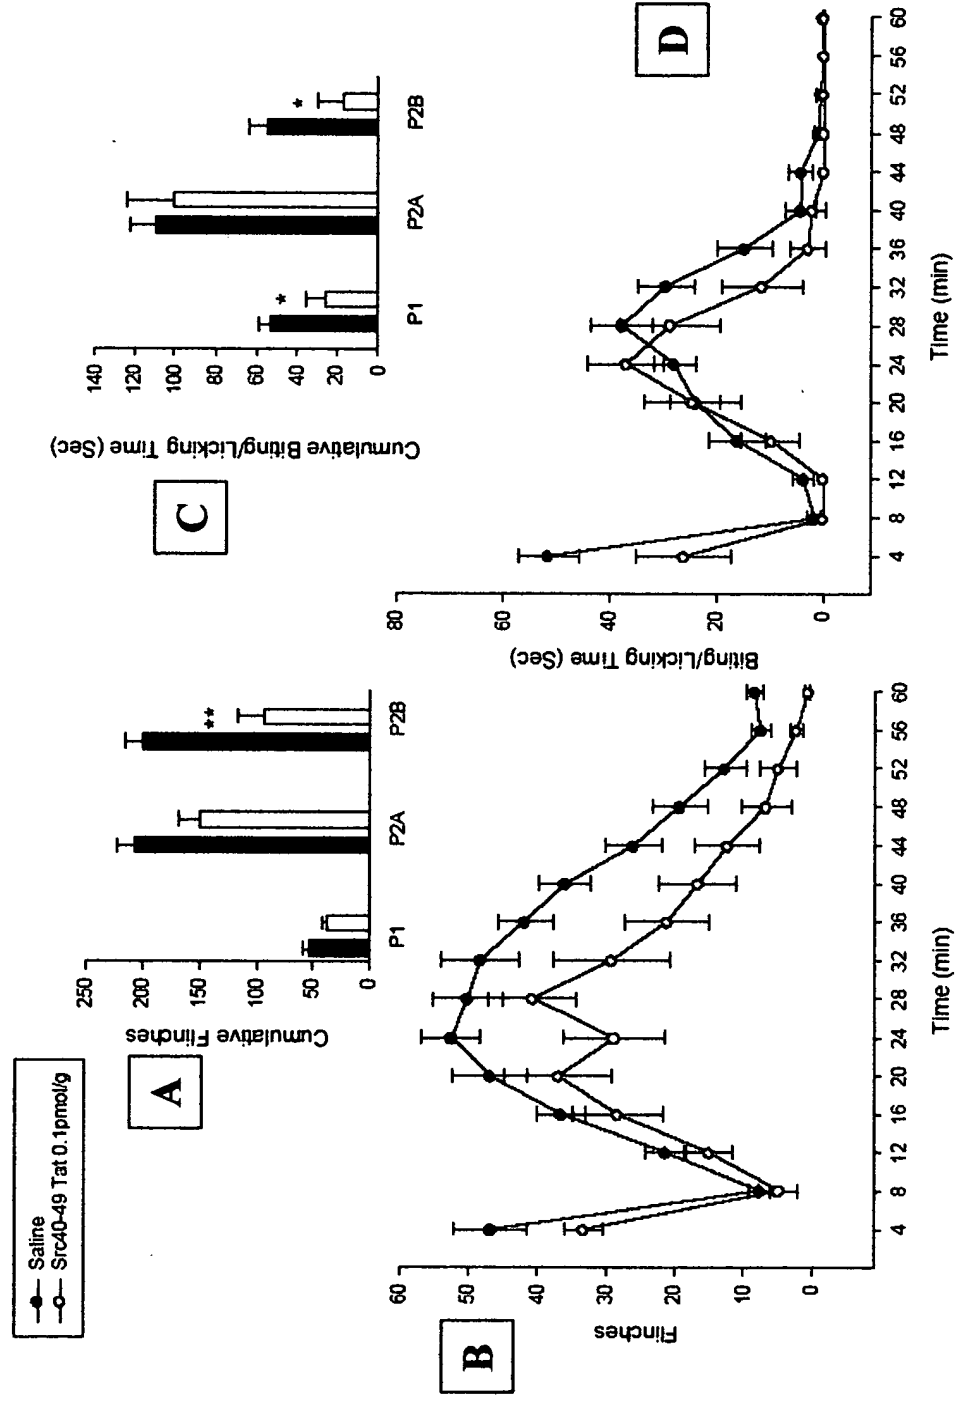 Saline
Src40-49 Tat 0.1pmol/g
A
Cumulative Flinches
250
200
150
100
50
0
P1 P2A P2B
**
B
Flinches
60
50
40
30
20
10
0
4 8 12 16 20 24 28 32 36 40 44 48 52 56 60
Time (min)
C
Cumulative Biting/Licking Time (Sec)
140
120
100
80
60
40
20
0
P1 P2A P2B
*
*
D
Biting/Licking Time (Sec)
80
60
40
20
0
4 8 12 16 20 24 28 32 36 40 44 48 52 56 60
Time (min)